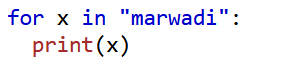 for x in "marwadi":
  print(x)